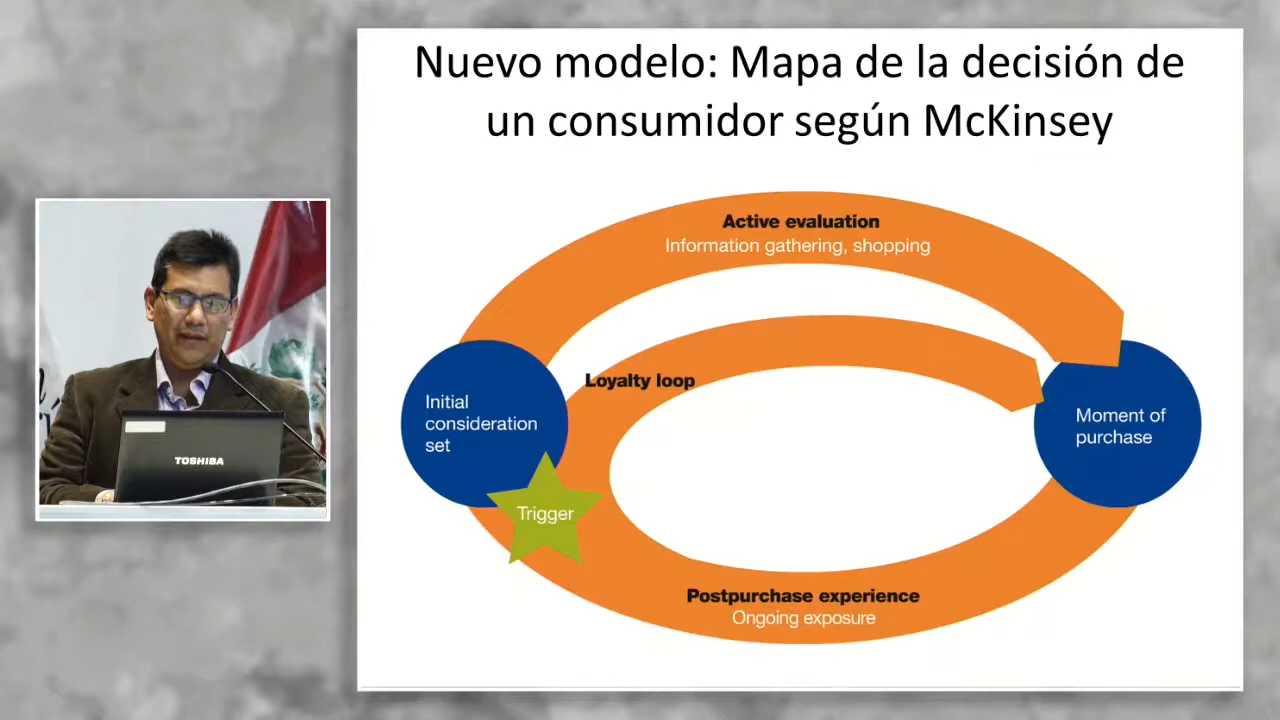 Nuevo modelo: Mapa de la decisión de
un consumidor según McKinsey
Active evaluation
Information gathering, shopping
Loyalty loop
Initial
consideration
set
Moment of
purchase
Trigger
Postpurchase experience
Ongoing exposure
TOSHIBA